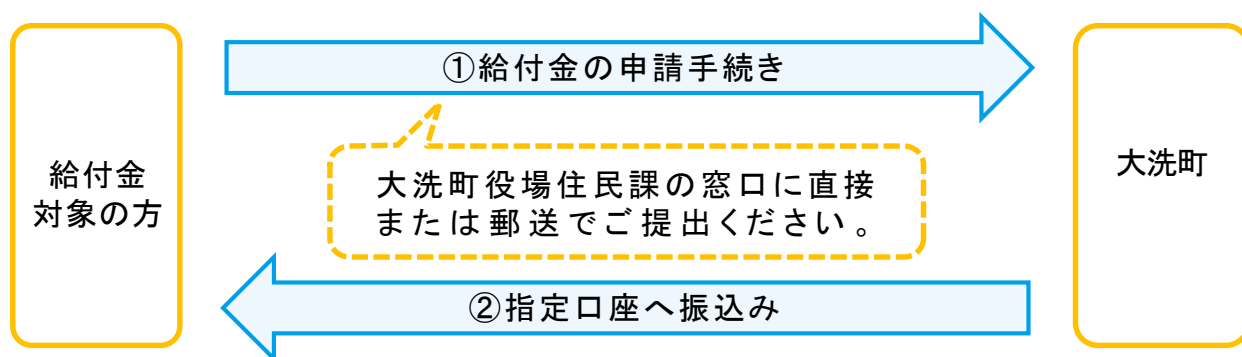 ①給付金の申請手続き
給付金
対象の方
大洗町役場住民課の窓口に直接
または郵送でご提出ください。
大洗町
②指定口座へ振込み